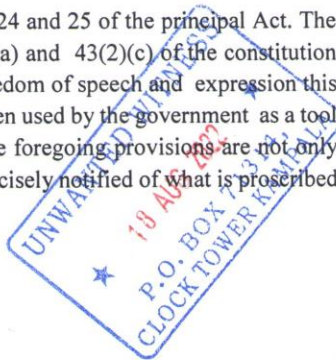 24 and 25 of the principal Act. The
a) and 43(2)(c) of the constitution
edom of speech and expression this
en used by the government as a tool
e foregoing provisions are not only
cisely notified of what is proscribed
UNWANTED WITNESS
18 AUG 2022
P.O. BOX 71314,
CLOCK TOWER KAMPALA